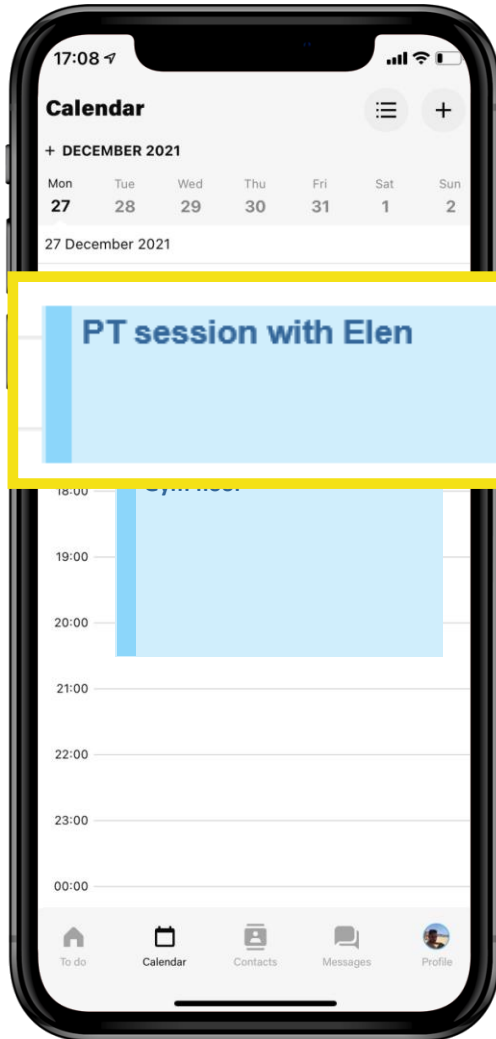 17:08
Calendar
+ DECEMBER 2021
Mon Tue Wed Thu Fri Sat Sun
27 28 29 30 31 1 2
27 December 2021
PT session with Elen
18:00
19:00
20:00
21:00
22:00
23:00
00:00
To do Calendar Contacts Messages Profile